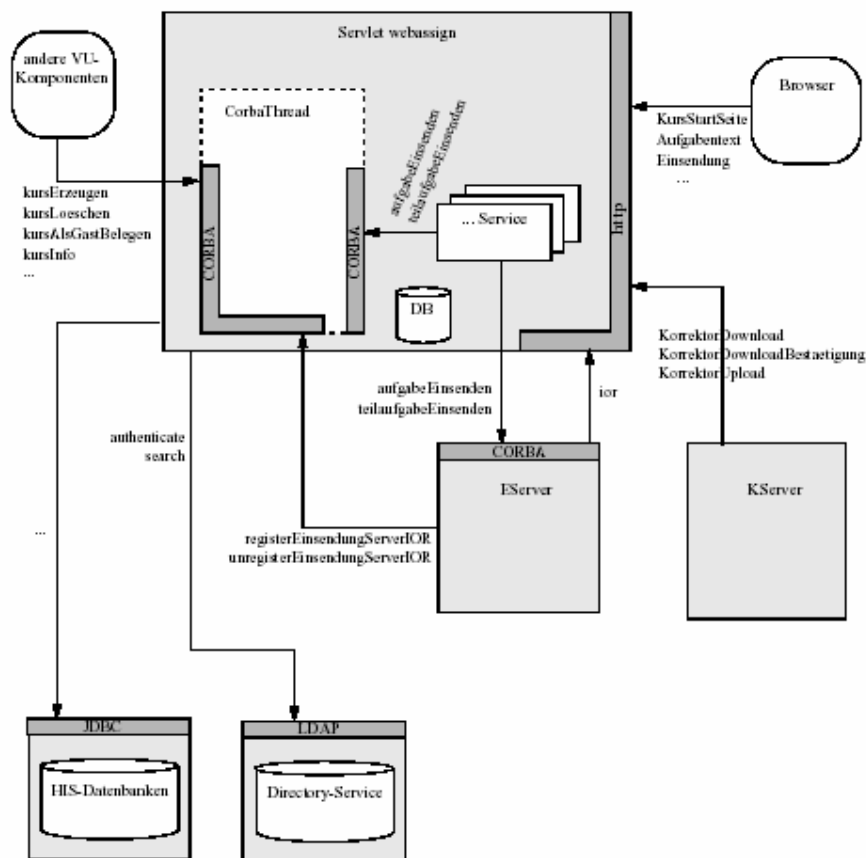 Servlet webassign
andere VU-
Komponenten
Browser
CorbaThread
aufgabeEinsenden
teilaufgabeEinsenden
KursStartSeite
Aufgabentext
Einsendung
...
kursErzeugen
kursLoeschen
kursAlsGastBelegen
kursInfo
...
CORBA
CORBA
... Service
http
DB
KorrektorDownload
KorrektorDownloadBestaetigung
KorrektorUpload
aufgabeEinsenden
teilaufgabeEinsenden
ior
authenticate
search
CORBA
EServer
KServer
...
registerEinsendungServerIOR
unregisterEinsendungServerIOR
JDBC
LDAP
HIS-Datenbanken
Directory-Service